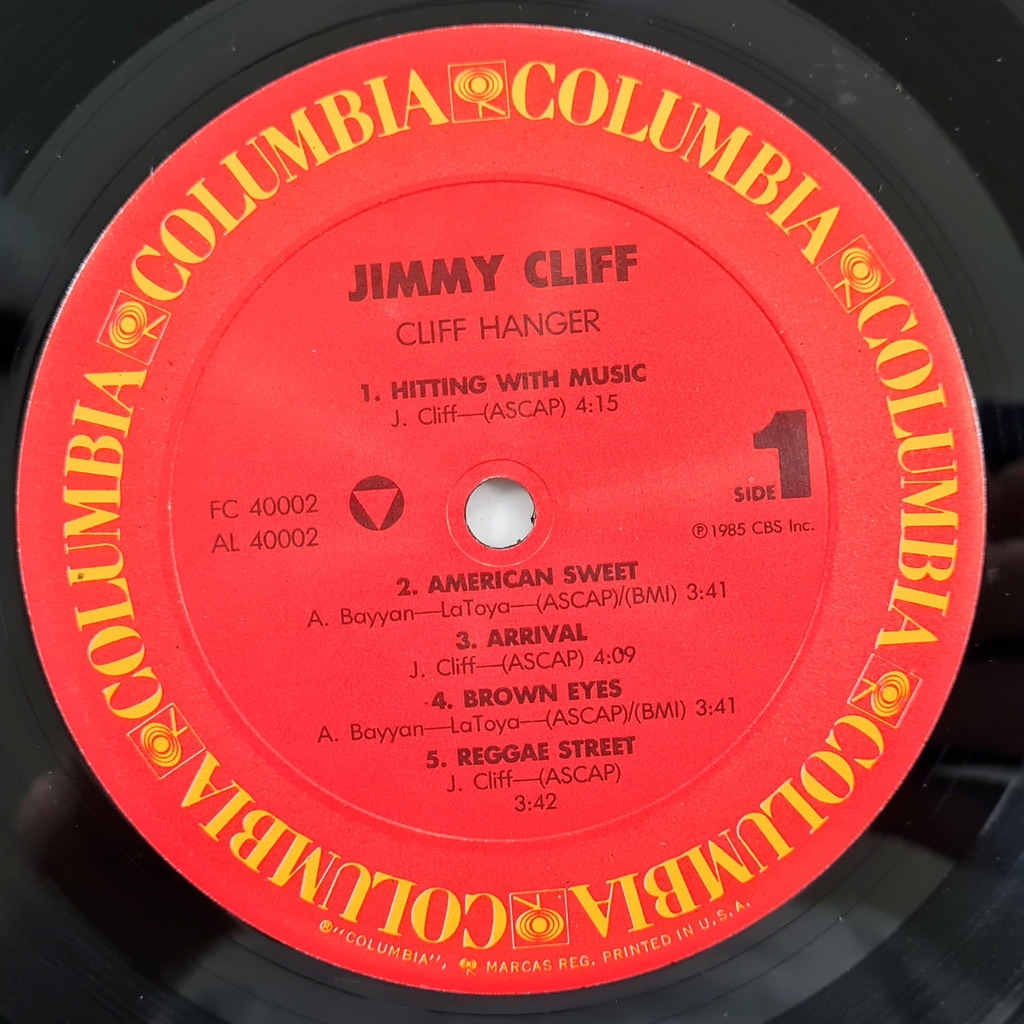 COLUMBIA COLUMBIA COLUMBIA COLUMBIA COLUMBIA COLUMBIA
JIMMY CLIFF
CLIFF HANGER
1. HITTING WITH MUSIC
J. Cliff—(ASCAP) 4:15
SIDE 1
FC 40002
AL 40002
℗1985 CBS Inc.
2. AMERICAN SWEET
A. Bayyan—LaToya—(ASCAP)/(BMI) 3:41
3. ARRIVAL
J. Cliff—(ASCAP) 4:09
4. BROWN EYES
A. Bayyan—LaToya—(ASCAP)/(BMI) 3:41
5. REGGAE STREET
J. Cliff—(ASCAP)
3:42
®"COLUMBIA", MARCAS REG. PRINTED IN U.S.A.